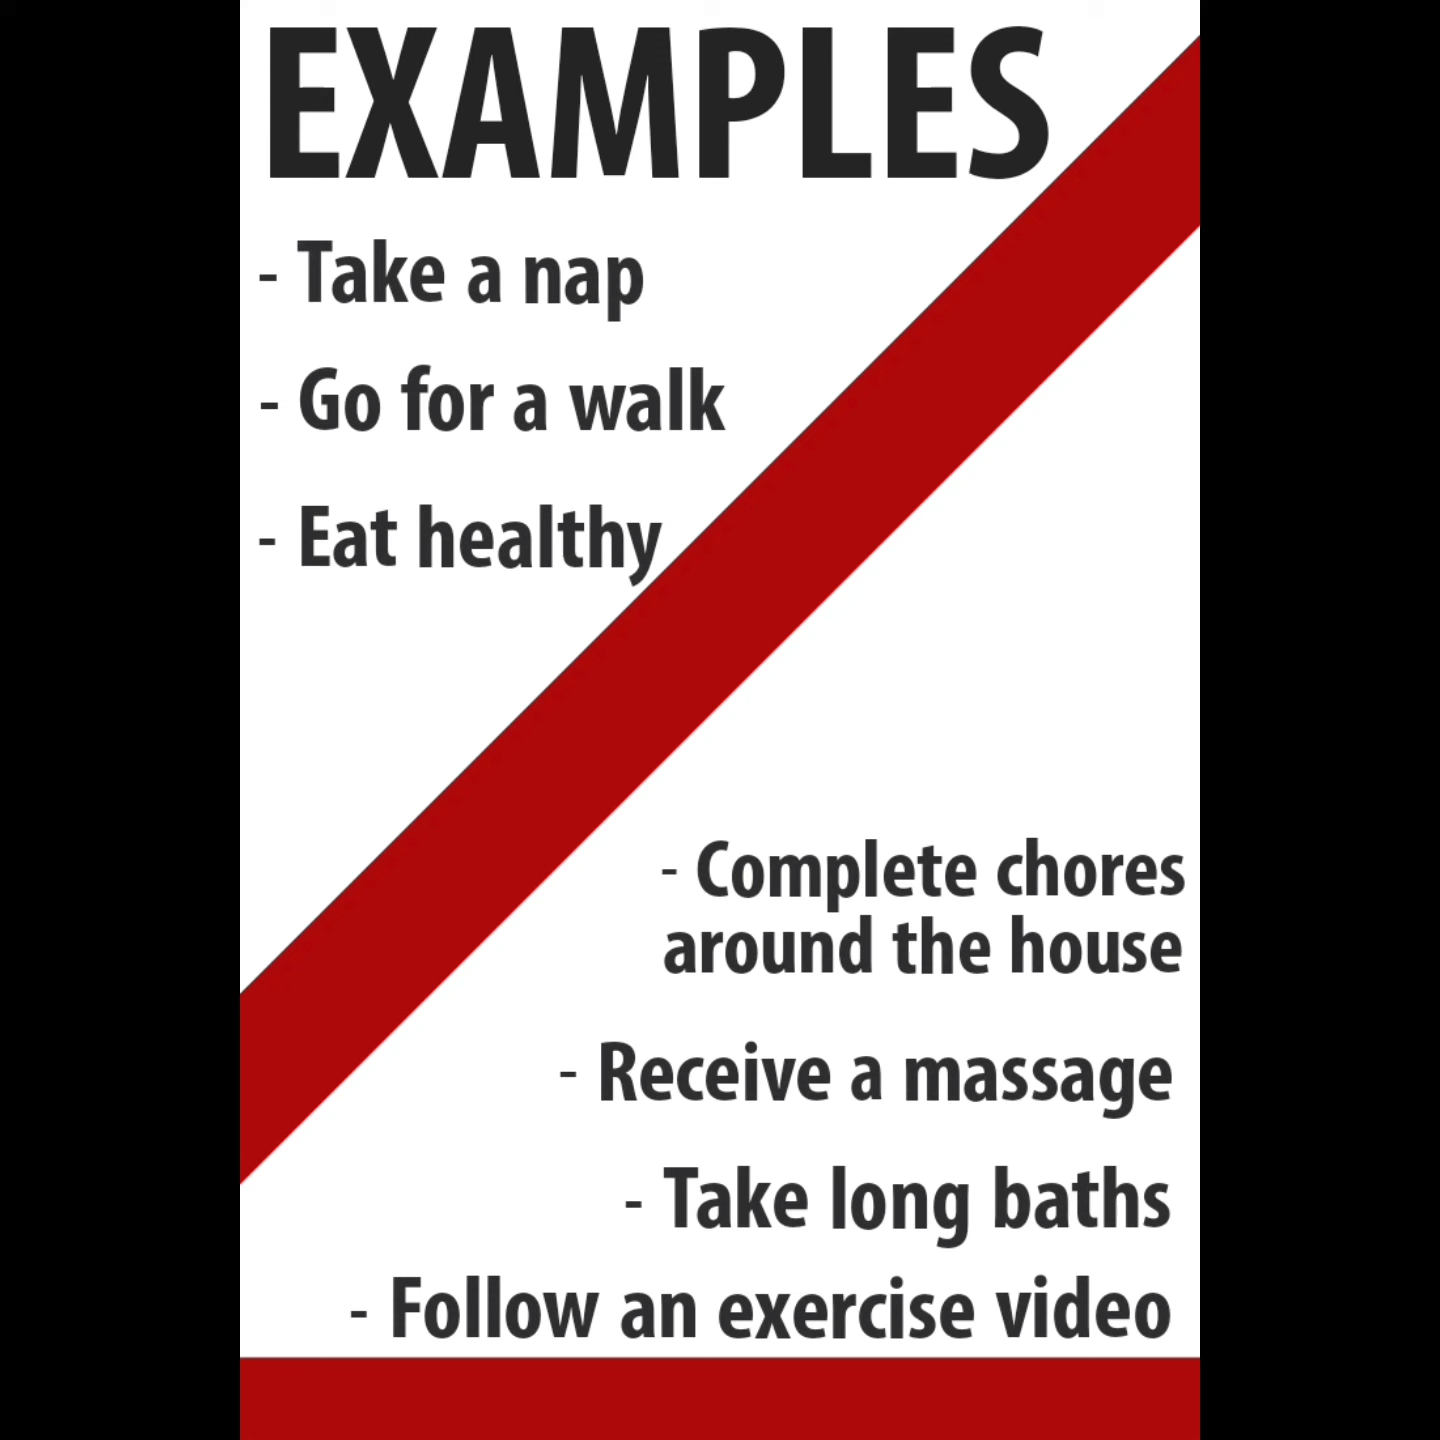 EXAMPLES
- Take a nap
- Go for a walk
- Eat healthy
- Complete chores
around the house
- Receive a massage
- Take long baths
- Follow an exercise video